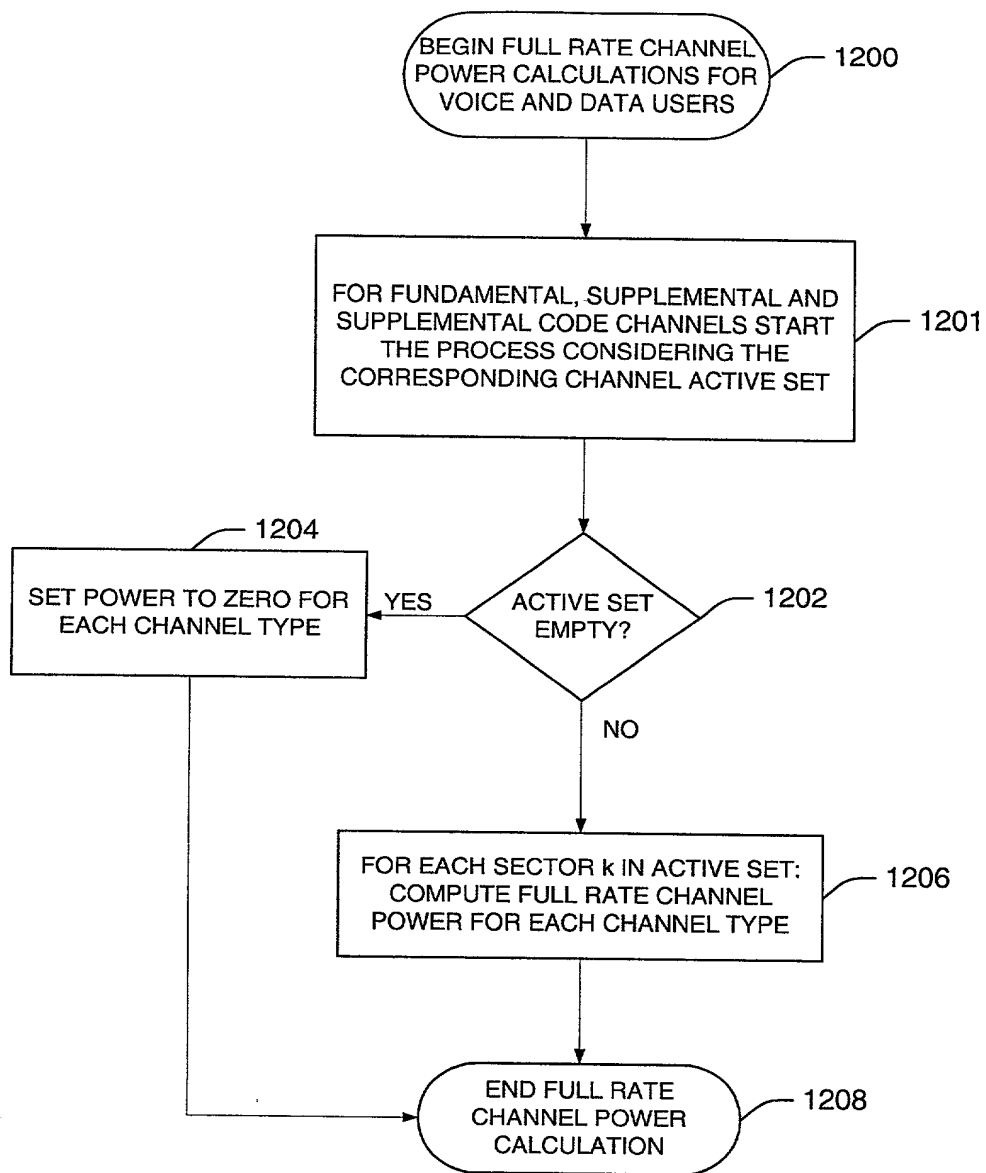 BEGIN FULL RATE CHANNEL
POWER CALCULATIONS FOR
VOICE AND DATA USERS
1200
FOR FUNDAMENTAL, SUPPLEMENTAL AND
SUPPLEMENTAL CODE CHANNELS START
THE PROCESS CONSIDERING THE
CORRESPONDING CHANNEL ACTIVE SET
1201
1204
SET POWER TO ZERO FOR
EACH CHANNEL TYPE
YES
ACTIVE SET
EMPTY?
1202
NO
FOR EACH SECTOR k IN ACTIVE SET:
COMPUTE FULL RATE CHANNEL
POWER FOR EACH CHANNEL TYPE
1206
END FULL RATE
CHANNEL POWER
CALCULATION
1208